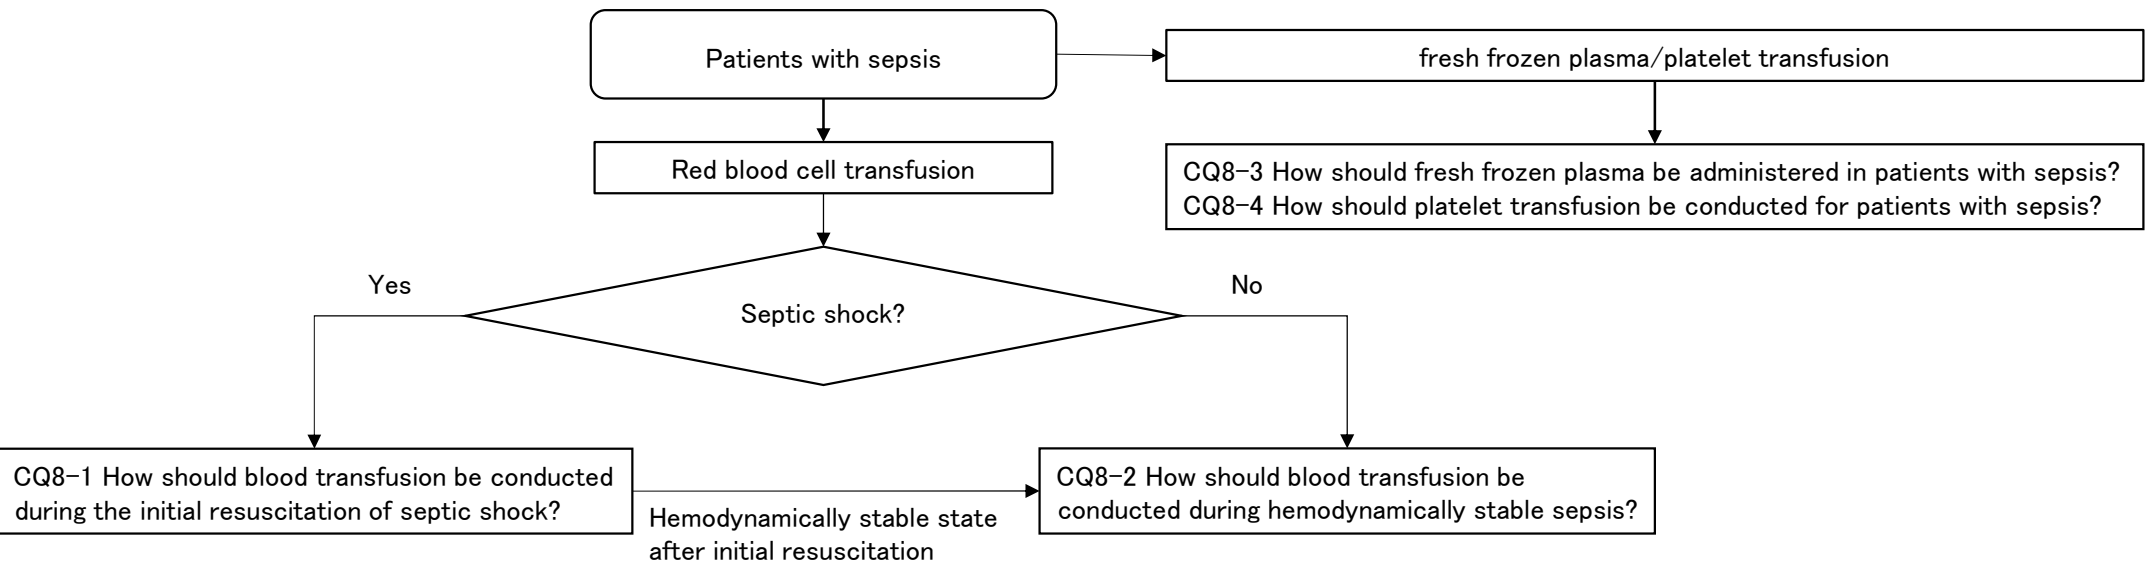 Patients with sepsis
fresh frozen plasma/platelet transfusion
Red blood cell transfusion
CQ8-3 How should fresh frozen plasma be administered in patients with sepsis?
CQ8-4 How should platelet transfusion be conducted for patients with sepsis?
Yes
No
Septic shock?
CQ8-1 How should blood transfusion be conducted
during the initial resuscitation of septic shock?
Hemodynamically stable state
after initial resuscitation
CQ8-2 How should blood transfusion be
conducted during hemodynamically stable sepsis?